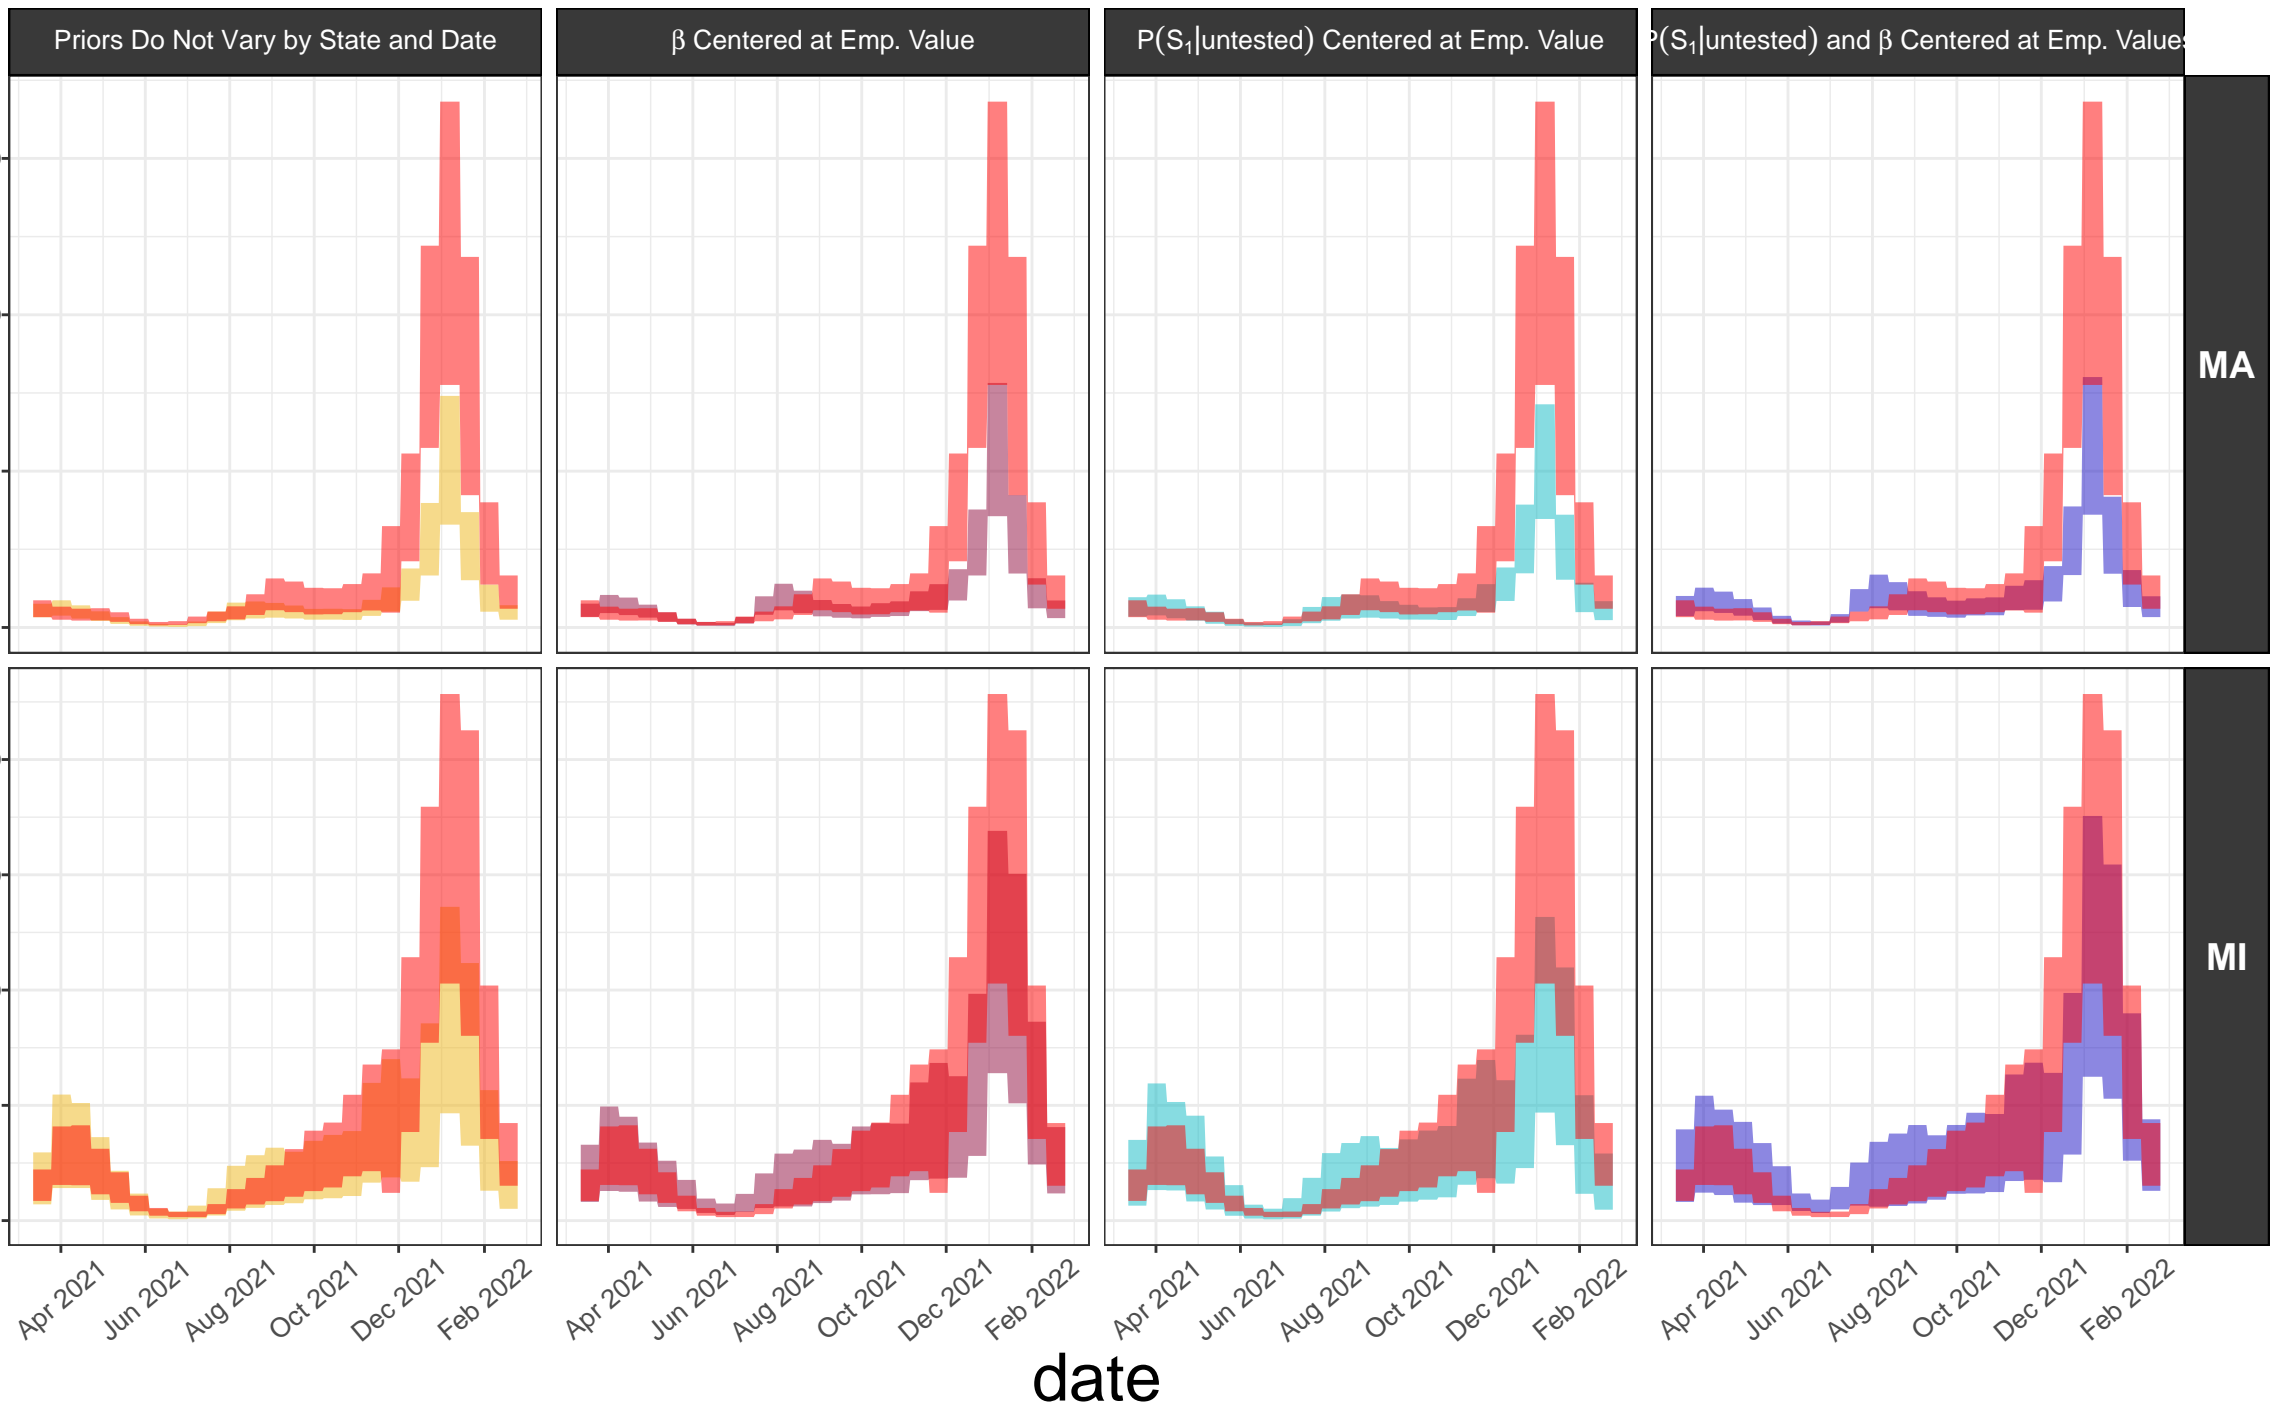 Priors Do Not Vary by State and Date
β Centered at Emp. Value
P(S₁|untested) Centered at Emp. Value
P(S₁|untested) and β Centered at Emp. Values
MA
MI
Apr 2021 Jun 2021 Aug 2021 Oct 2021 Dec 2021 Feb 2022
Apr 2021 Jun 2021 Aug 2021 Oct 2021 Dec 2021 Feb 2022
Apr 2021 Jun 2021 Aug 2021 Oct 2021 Dec 2021 Feb 2022
Apr 2021 Jun 2021 Aug 2021 Oct 2021 Dec 2021 Feb 2022
date